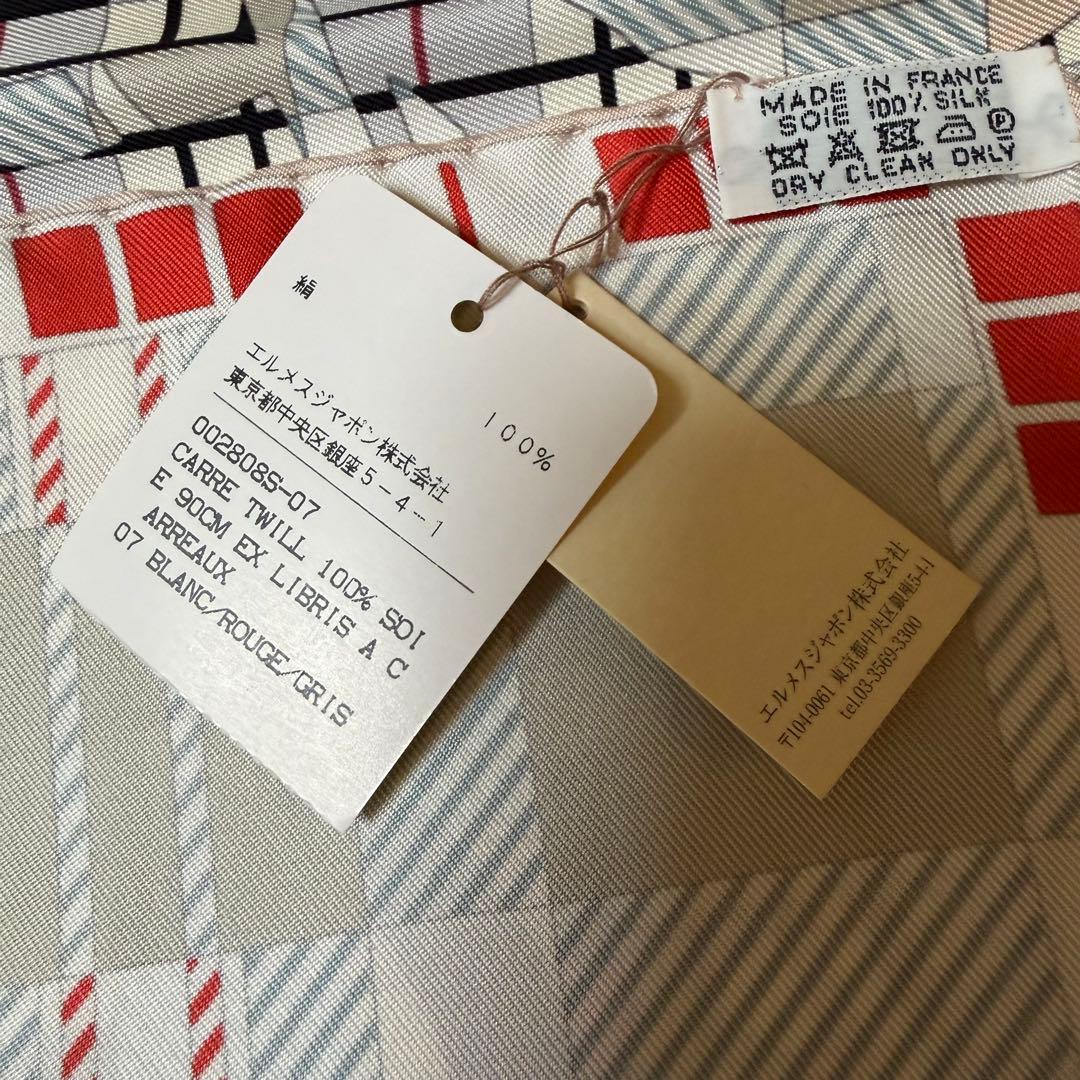 MADE IN FRANCE
SOIE 100% SILK
DRY CLEAN ONLY
絹
100%
エルメスジャポン株式会社
東京都中央区銀座5-4-1
002808S-07
CARRE TWILL 100% SOI
E 90CM EX LIBRIS A C
ARREAUX
07 BLANC/ROUGE/GRIS
エルメスジャポン株式会社
〒104-0061 東京都中央区銀座5-4-1
tel.03-3569-3300